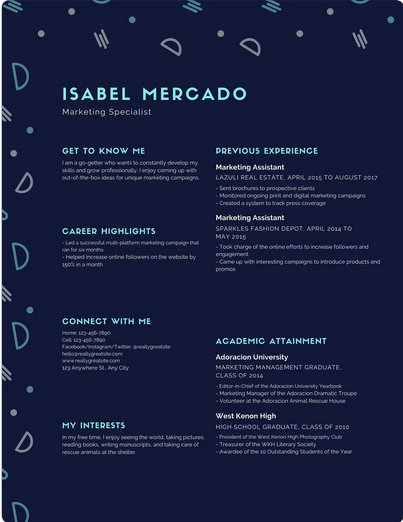 ISABEL MERCADO
Marketing Specialist
GET TO KNOW ME
I am a go-getter who wants to constantly develop my
skills and grow professionally. I enjoy coming up with
out-of-the-box ideas for unique marketing campaigns.
CAREER HIGHLIGHTS
- Led a successful multi-platform marketing campaign that
ran for six months
- Helped increase online followers on the website by
150% in a month
CONNECT WITH ME
Home: 123-456-7890
Cell: 123-456-7890
Facebook/Instagram/Twitter: @reallygreatsite
hello@reallygreatsite.com
www.reallygreatsite.com
123 Anywhere St., Any City
MY INTERESTS
In my free time, I enjoy seeing the world, taking pictures,
reading books, writing manuscripts, and taking care of
rescue animals at the shelter.
PREVIOUS EXPERIENCE
Marketing Assistant
LAZULI REAL ESTATE, APRIL 2015 TO AUGUST 2017
- Sent brochures to prospective clients
- Monitored ongoing print and digital marketing campaigns
- Created a system to track press coverage
Marketing Assistant
SPARKLES FASHION DEPOT, APRIL 2014 TO
MAY 2015
- Took charge of the online efforts to increase followers and
engagement
- Came up with interesting campaigns to introduce products and
promos
ACADEMIC ATTAINMENT
Adoracion University
MARKETING MANAGEMENT GRADUATE,
CLASS OF 2014
- Editor-in-Chief of the Adoracion University Yearbook
- Marketing Manager of the Adoracion Dramatic Troupe
- Volunteer at the Adoracion Animal Rescue House
West Kenon High
HIGH SCHOOL GRADUATE, CLASS OF 2010
- President of the West Kenon High Photography Club
- Treasurer of the WKH Literary Society
- Awardee of the 10 Outstanding Students of the Year